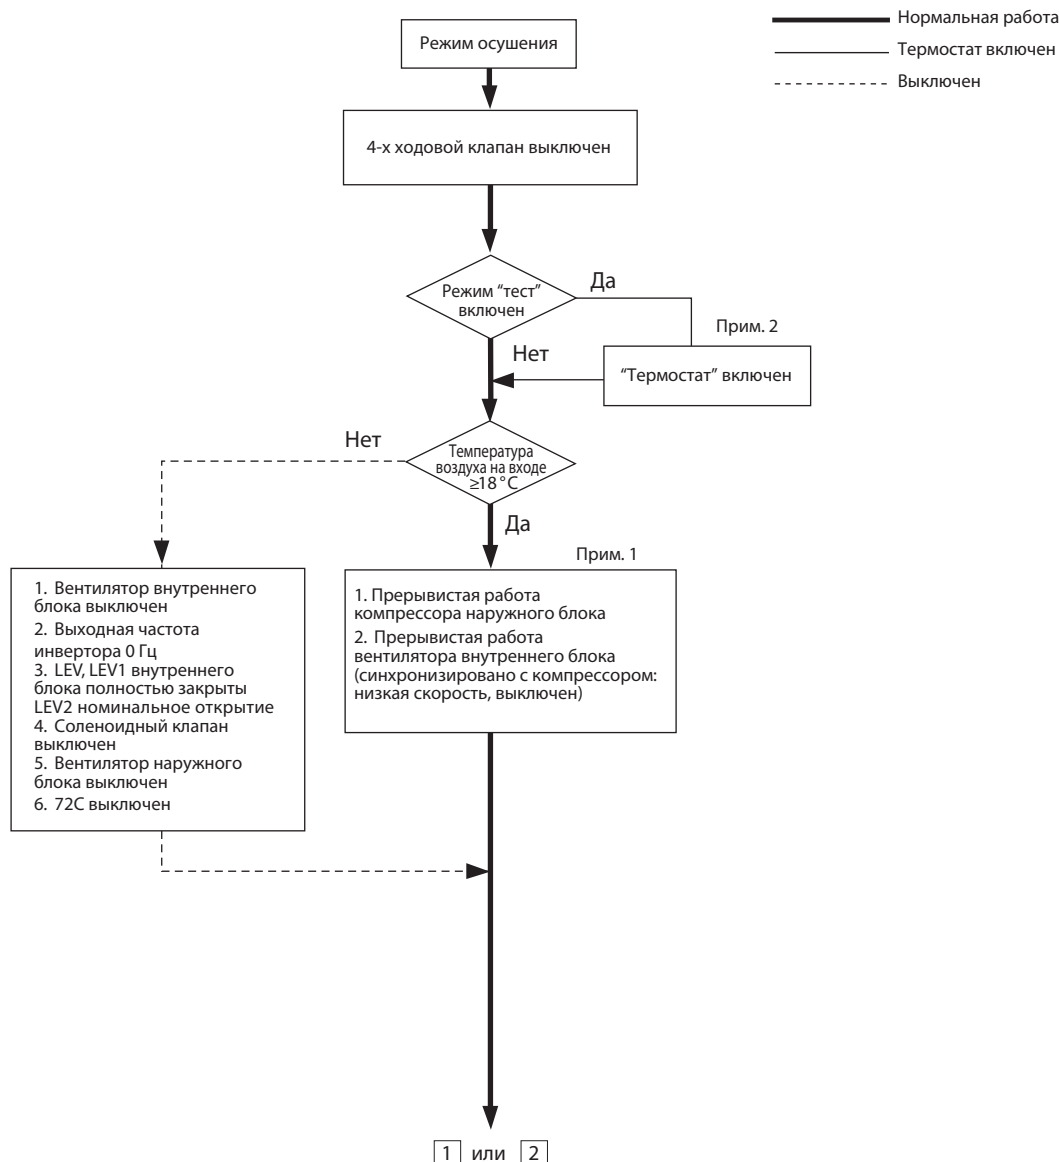 Нормальная работа
Термостат включен
Выключен
Режим осушения
4-х ходовой клапан выключен
Режим “тест”
включен
Да
Прим. 2
Нет
“Термостат” включен
Нет
Температура
воздуха на входе
≥18°C
Да
Прим. 1
1. Вентилятор внутреннего
блока выключен
2. Выходная частота
инвертора 0 Гц
3. LEV, LEV1 внутреннего
блока полностью закрыты
LEV2 номинальное открытие
4. Соленоидный клапан
выключен
5. Вентилятор наружного
блока выключен
6. 72C выключен
1. Прерывистая работа
компрессора наружного блока
2. Прерывистая работа
вентилятора внутреннего блока
(синхронизировано с компрессором:
низкая скорость, выключен)
1 или 2